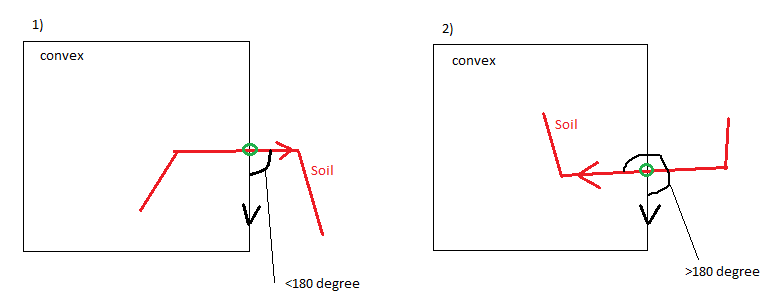 1)
convex
Soil
<180 degree
2)
convex
Soil
>180 degree